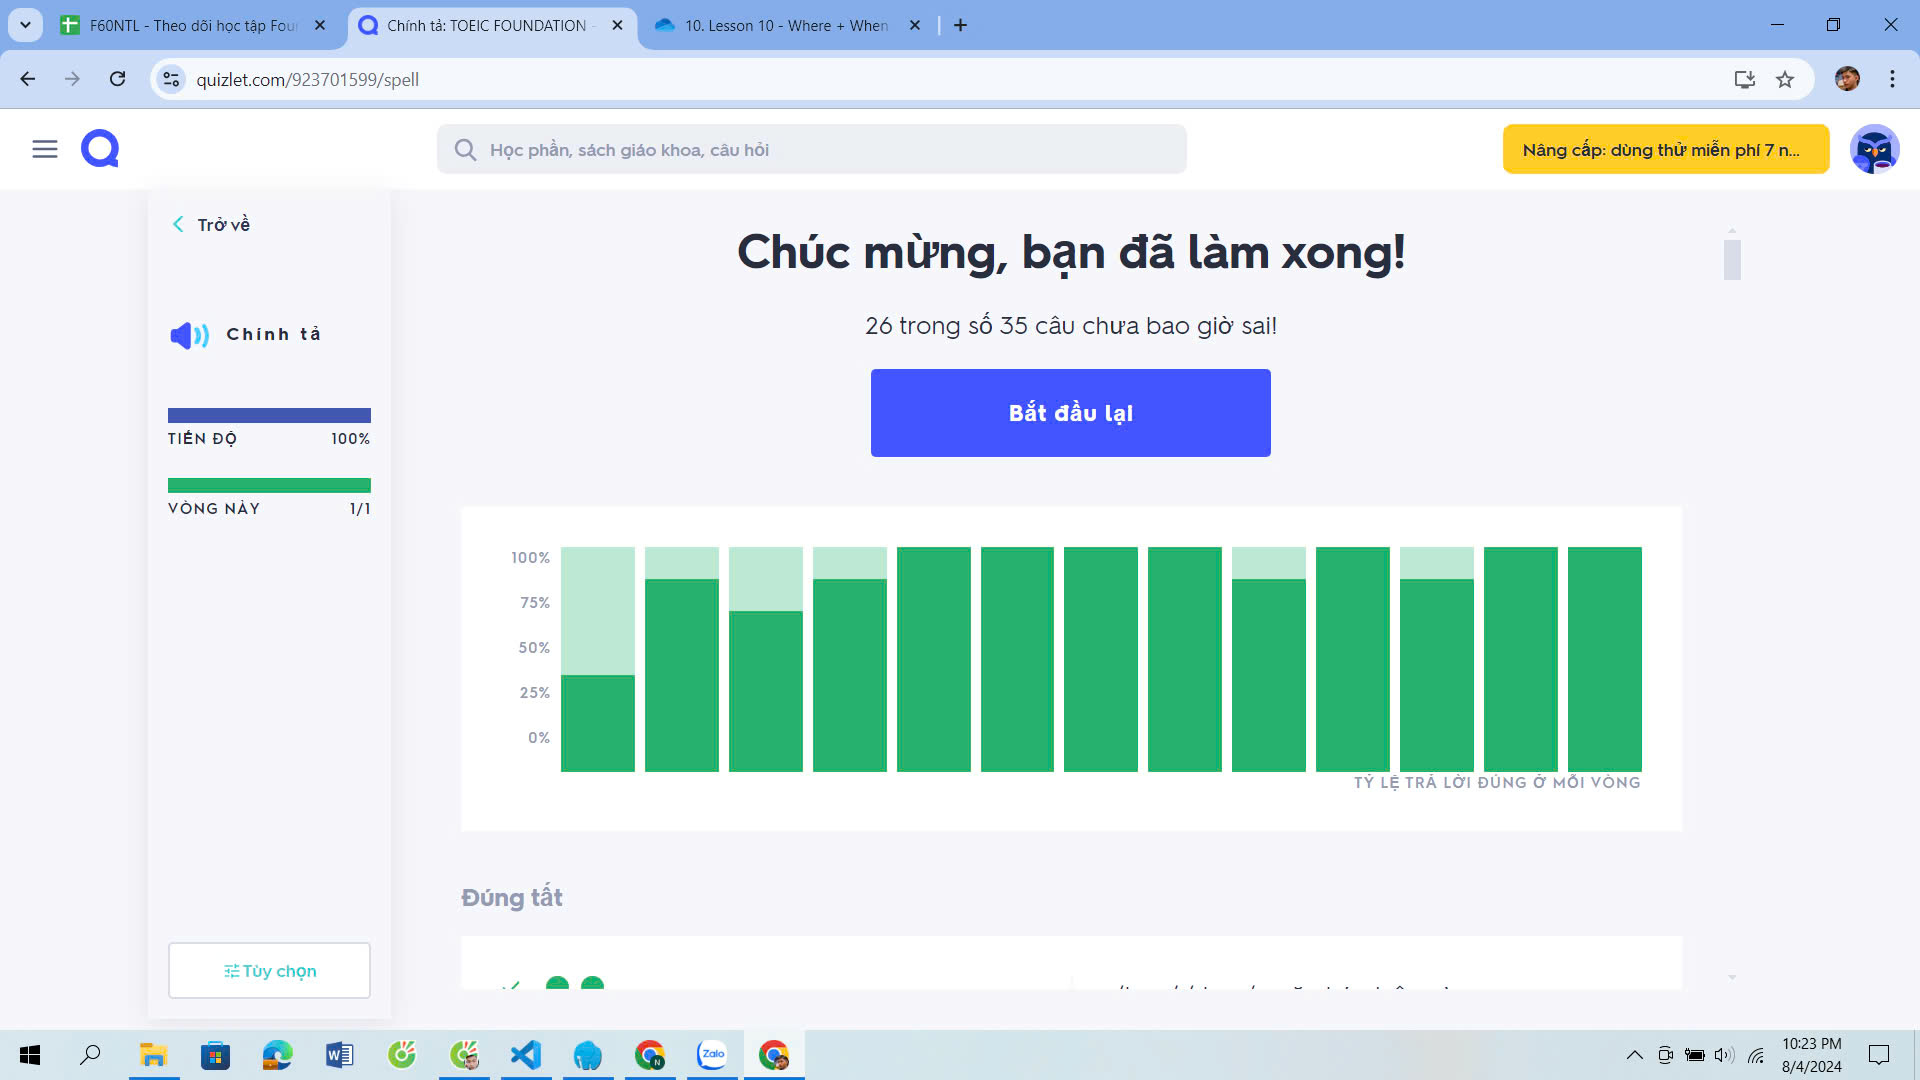 F60NTL - Theo dõi học tập Four
Chính tả: TOEIC FOUNDATION -
10. Lesson 10 - Where + When
quizlet.com/923701599/spell
Học phần, sách giáo khoa, câu hỏi
Nâng cấp: dùng thử miễn phí 7 n...
Trở về
Chính tả
TIẾN ĐỘ 100%
VÒNG NÀY 1/1
Tùy chọn
Chúc mừng, bạn đã làm xong!
26 trong số 35 câu chưa bao giờ sai!
Bắt đầu lại
100%
75%
50%
25%
0%
TỶ LỆ TRẢ LỜI ĐÚNG Ở MỖI VÒNG
Đúng tất
Zalo
10:23 PM
8/4/2024